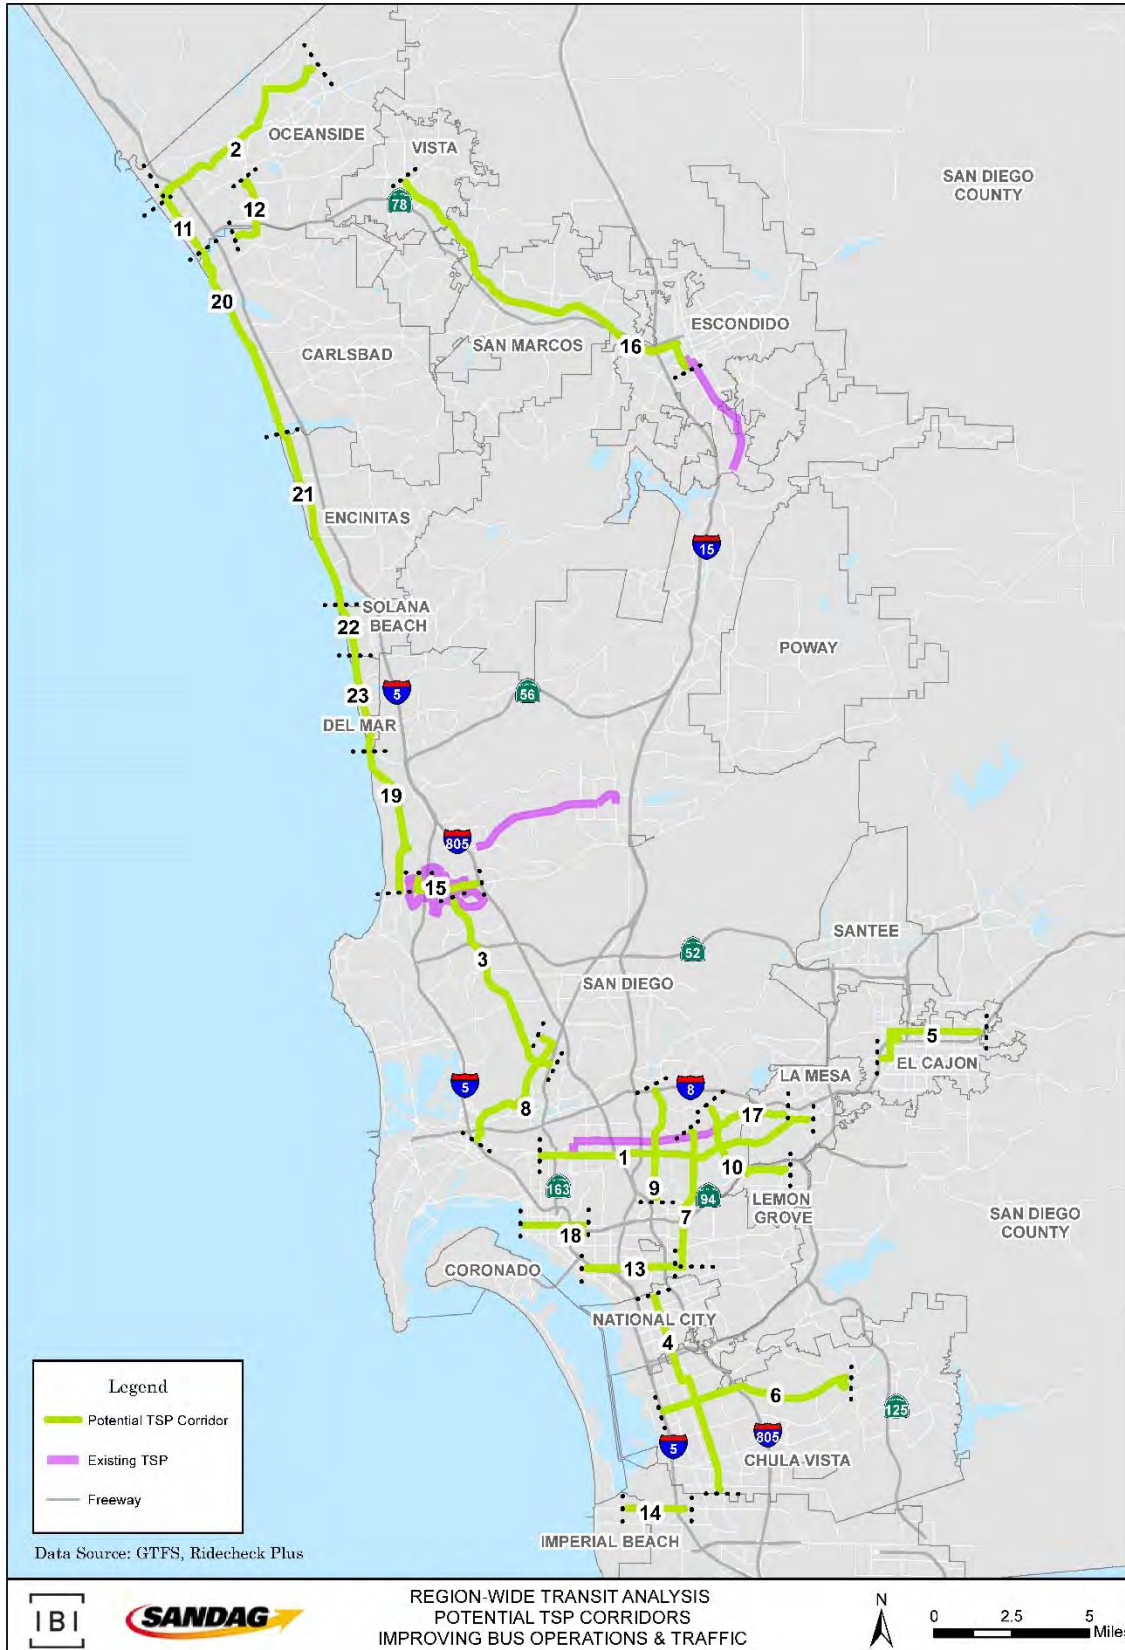 OCEANSIDE
VISTA
2
SAN DIEGO
COUNTY
12
78
11
20
ESCONDIDO
16
SAN MARCOS
CARLSBAD
21
ENCINITAS
15
SOLANA
BEACH
22
POWAY
5
56
23
DEL MAR
19
805
15
SANTEE
52
3
SAN DIEGO
5
EL CAJON
LA MESA
5
8
8
17
1
10
163
9
94
LEMON
GROVE
7
SAN DIEGO
COUNTY
18
CORONADO
13
NATIONAL CITY
4
6
125
805
5
CHULA VISTA
14
IMPERIAL BEACH
Legend
Potential TSP Corridor
Existing TSP
Freeway
Data Source: GTFS, Ridecheck Plus
IBI
SANDAG
REGION-WIDE TRANSIT ANALYSIS
POTENTIAL TSP CORRIDORS
IMPROVING BUS OPERATIONS & TRAFFIC
N
0 2.5 5
Miles